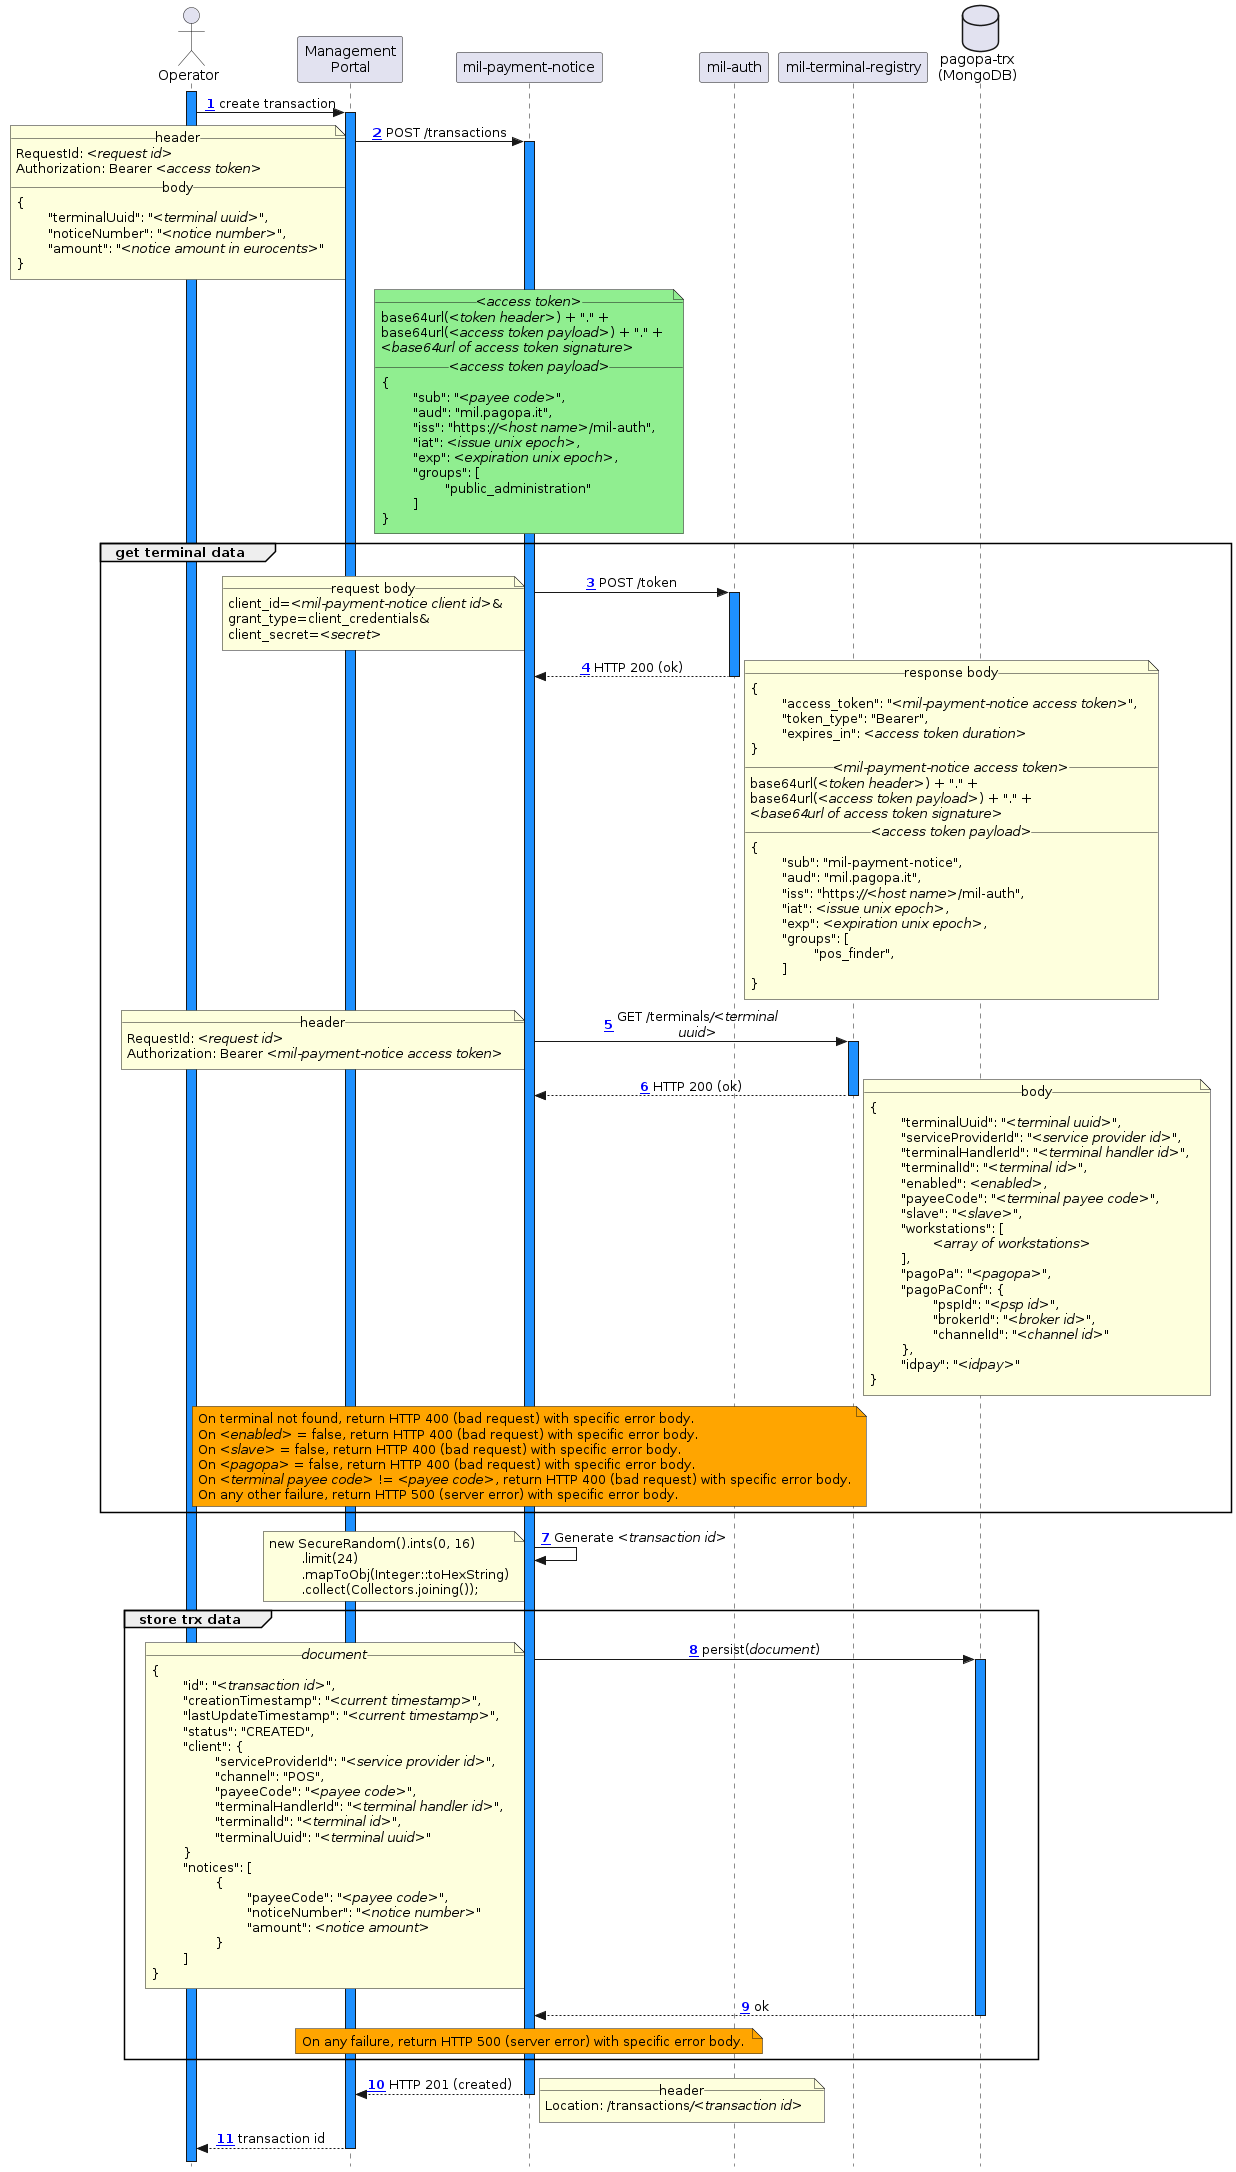 Operator
Management
Portal
mil-payment-notice
mil-auth
mil-terminal-registry
pagopa-trx
(MongoDB)
1 create transaction
2 POST /transactions
header
RequestId: <request id>
Authorization: Bearer <access token>
body
{
"terminalUuid": "<terminal uuid>",
"noticeNumber": "<notice number>",
"amount": "<notice amount in eurocents>"
}
<access token>
base64url(<token header>) + "." +
base64url(<access token payload>) + "." +
<base64url of access token signature>
<access token payload>
{
"sub": "<payee code>",
"aud": "mil.pagopa.it",
"iss": "https://<host name>/mil-auth",
"iat": <issue unix epoch>,
"exp": <expiration unix epoch>,
"groups": [
"public_administration"
]
}
get terminal data
3 POST /token
request body
client_id=<mil-payment-notice client id>&
grant_type=client_credentials&
client_secret=<secret>
4 HTTP 200 (ok)
response body
{
"access_token": "<mil-payment-notice access token>",
"token_type": "Bearer",
"expires_in": <access token duration>
}
<mil-payment-notice access token>
base64url(<token header>) + "." +
base64url(<access token payload>) + "." +
<base64url of access token signature>
<access token payload>
{
"sub": "mil-payment-notice",
"aud": "mil.pagopa.it",
"iss": "https://<host name>/mil-auth",
"iat": <issue unix epoch>,
"exp": <expiration unix epoch>,
"groups": [
"pos_finder",
]
}
5 GET /terminals/<terminal
uuid>
header
RequestId: <request id>
Authorization: Bearer <mil-payment-notice access token>
6 HTTP 200 (ok)
body
{
"terminalUuid": "<terminal uuid>",
"serviceProviderId": "<service provider id>",
"terminalHandlerId": "<terminal handler id>",
"terminalId": "<terminal id>",
"enabled": <enabled>,
"payeeCode": "<terminal payee code>",
"slave": "<slave>",
"workstations": [
<array of workstations>
],
"pagoPa": "<pagopa>",
"pagoPaConf": {
"pspId": "<psp id>",
"brokerId": "<broker id>",
"channelId": "<channel id>"
},
"idpay": "<idpay>"
}
On terminal not found, return HTTP 400 (bad request) with specific error body.
On <enabled> = false, return HTTP 400 (bad request) with specific error body.
On <slave> = false, return HTTP 400 (bad request) with specific error body.
On <pagopa> = false, return HTTP 400 (bad request) with specific error body.
On <terminal payee code> != <payee code>, return HTTP 400 (bad request) with specific error body.
On any other failure, return HTTP 500 (server error) with specific error body.
7 Generate <transaction id>
new SecureRandom().ints(0, 16)
.limit(24)
.mapToObj(Integer::toHexString)
.collect(Collectors.joining());
store trx data
8 persist(document)
document
{
"id": "<transaction id>",
"creationTimestamp": "<current timestamp>",
"lastUpdateTimestamp": "<current timestamp>",
"status": "CREATED",
"client": {
"serviceProviderId": "<service provider id>",
"channel": "POS",
"payeeCode": "<payee code>",
"terminalHandlerId": "<terminal handler id>",
"terminalId": "<terminal id>",
"terminalUuid": "<terminal uuid>"
}
"notices": [
{
"payeeCode": "<payee code>",
"noticeNumber": "<notice number>"
"amount": <notice amount>
}
]
}
9 ok
On any failure, return HTTP 500 (server error) with specific error body.
10 HTTP 201 (created)
header
Location: /transactions/<transaction id>
11 transaction id